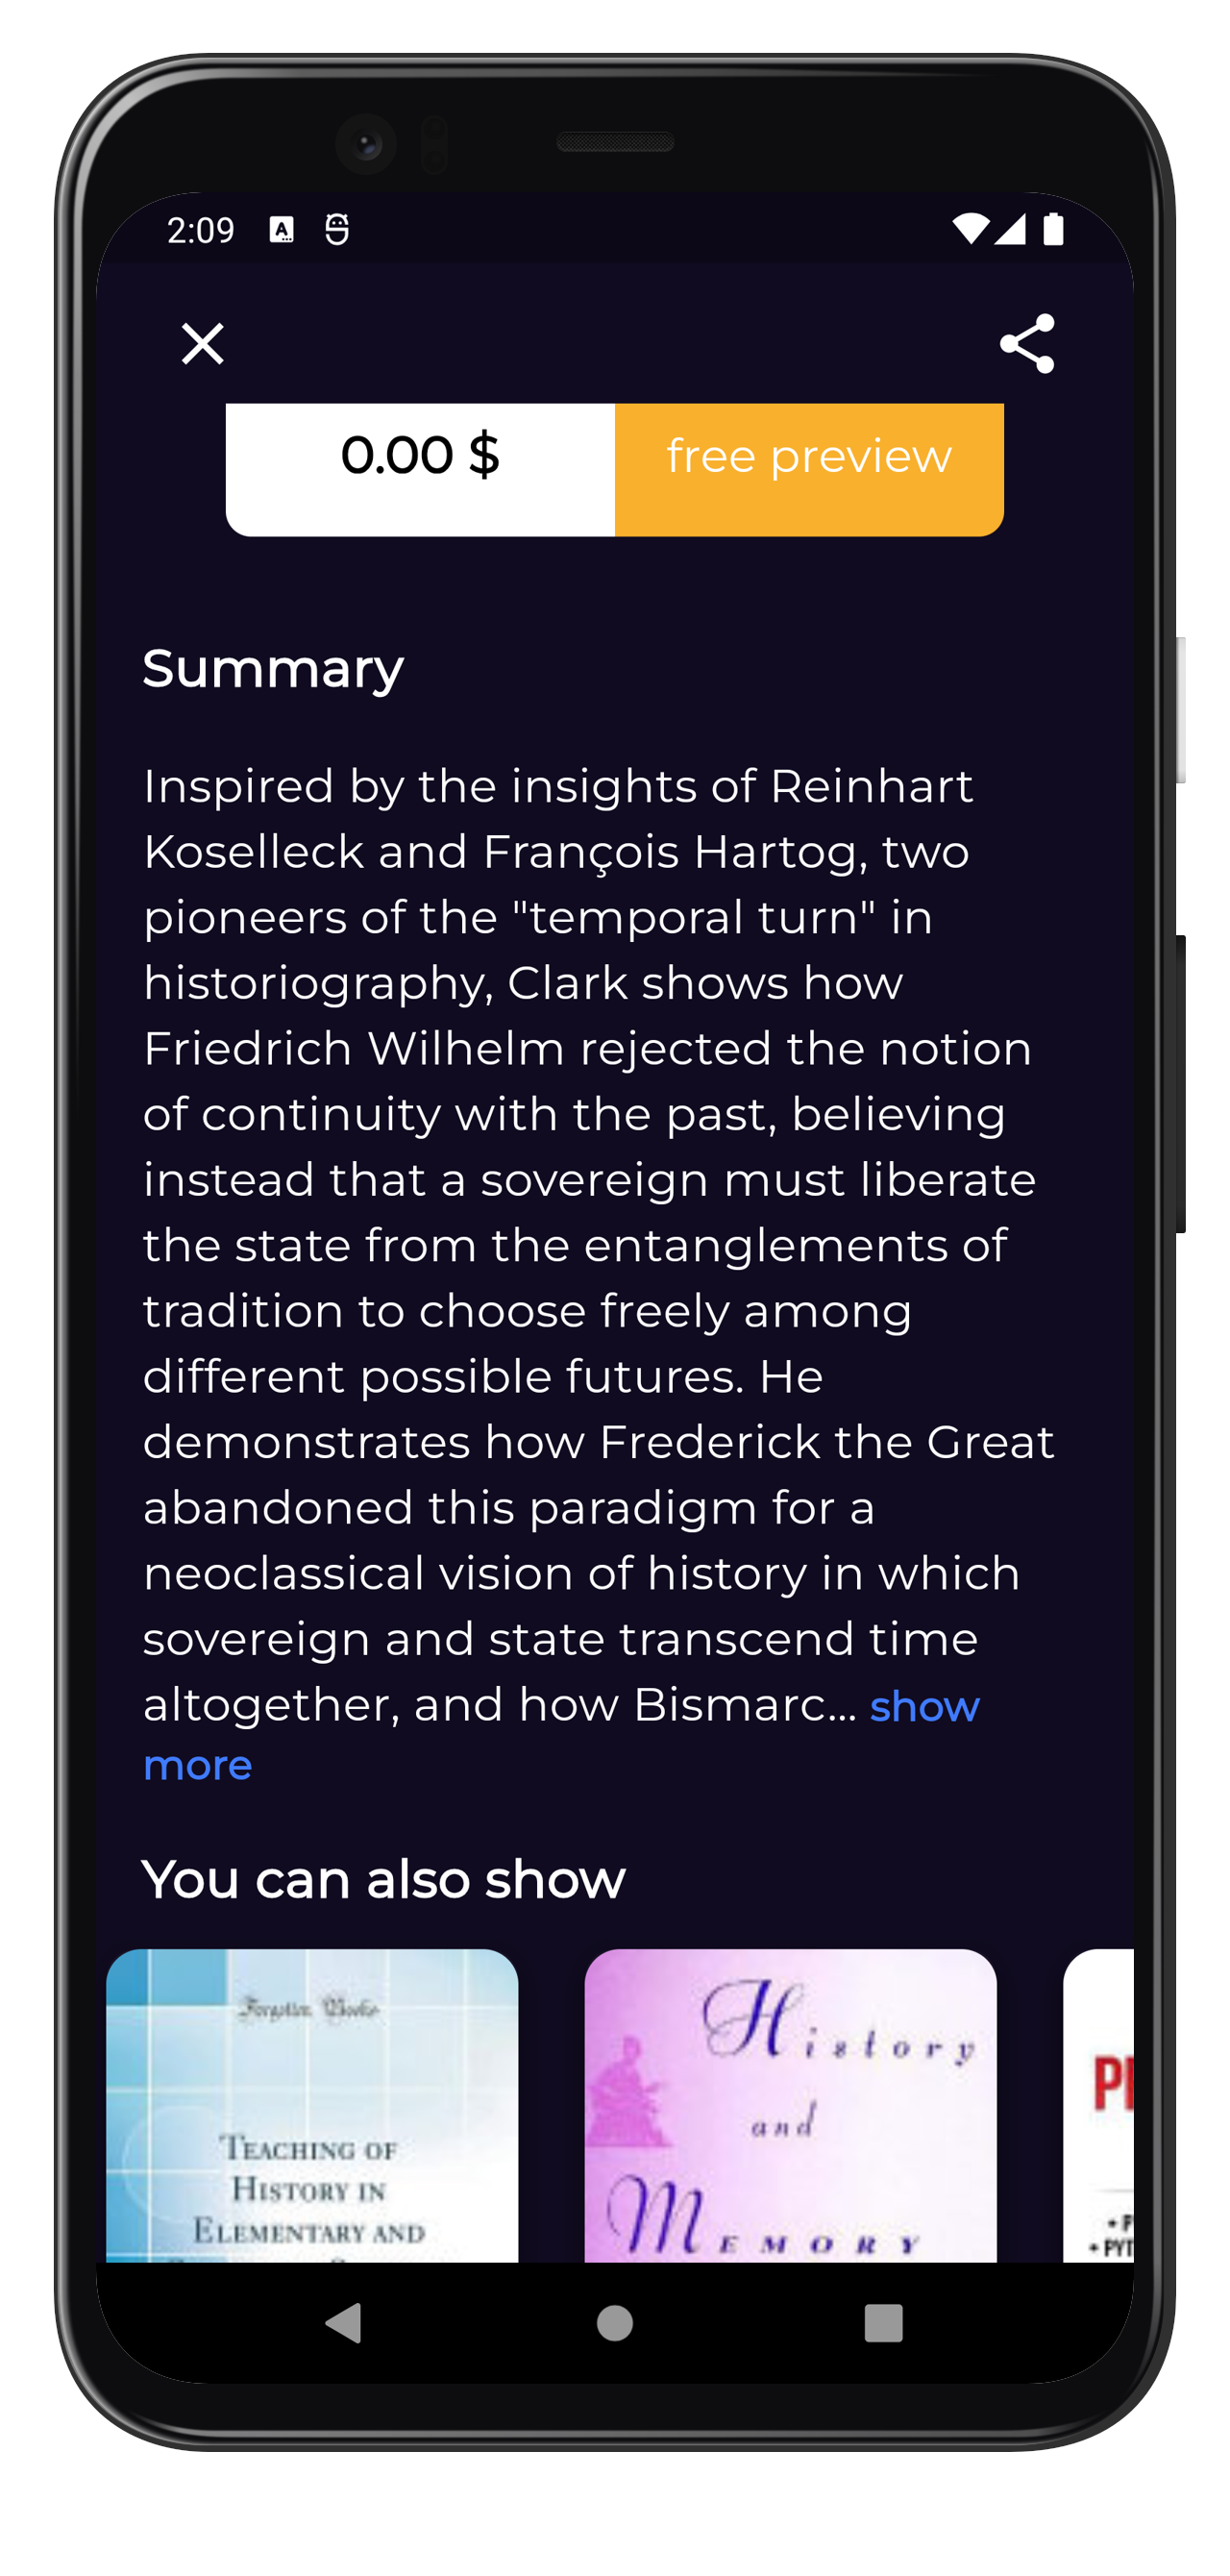 2:09
A
0.00 $
free preview
Summary
Inspired by the insights of Reinhart
Koselleck and François Hartog, two
pioneers of the "temporal turn" in
historiography, Clark shows how
Friedrich Wilhelm rejected the notion
of continuity with the past, believing
instead that a sovereign must liberate
the state from the entanglements of
tradition to choose freely among
different possible futures. He
demonstrates how Frederick the Great
abandoned this paradigm for a
neoclassical vision of history in which
sovereign and state transcend time
altogether, and how Bismarc... show
more
You can also show
Forgotten Books
TEACHING OF
HISTORY IN
ELEMENTARY AND
History
and
MEMORY